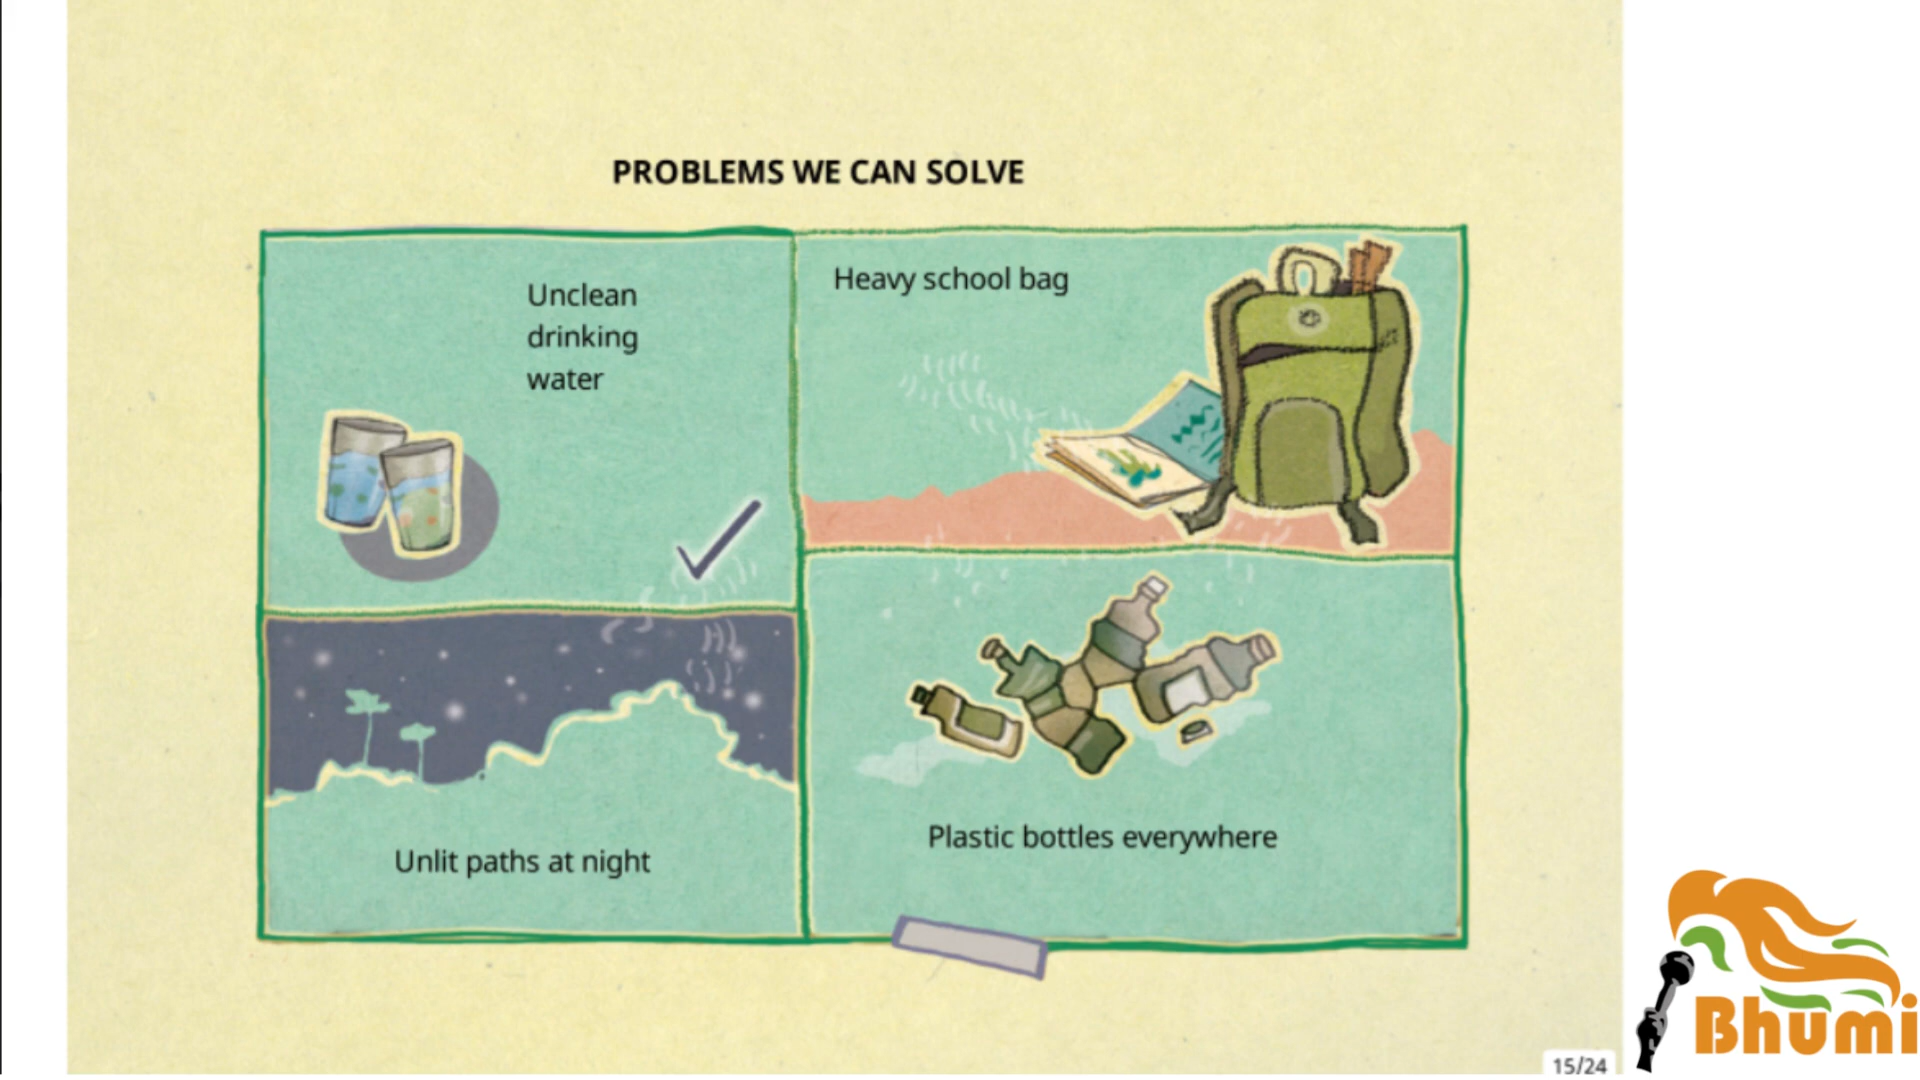 PROBLEMS WE CAN SOLVE
Unclean
drinking
water
Heavy school bag
Unlit paths at night
Plastic bottles everywhere
15/24
Bhumi